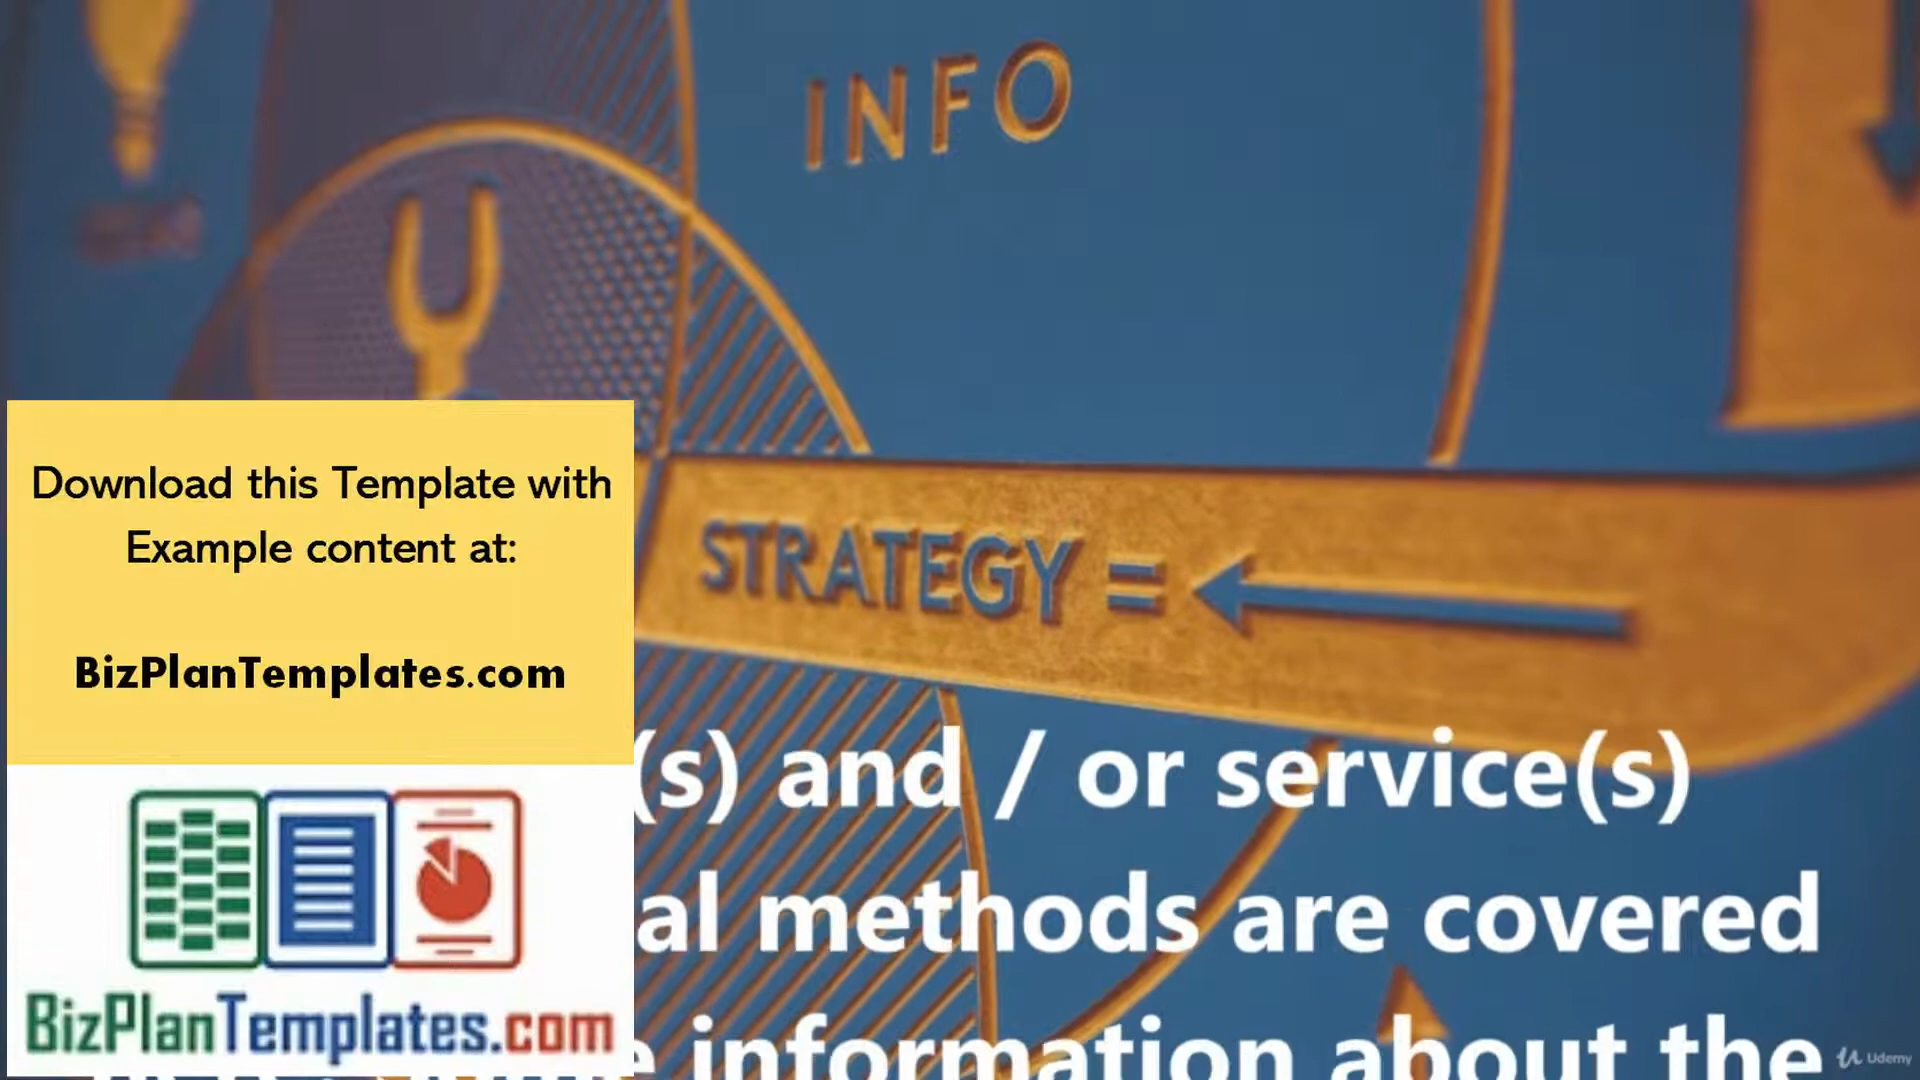 INFO
STRATEGY =
Download this Template with
Example content at:
BizPlanTemplates.com
(s) and / or service(s)
al methods are covered
information about the
BizPlanTemplates.com
Udemy